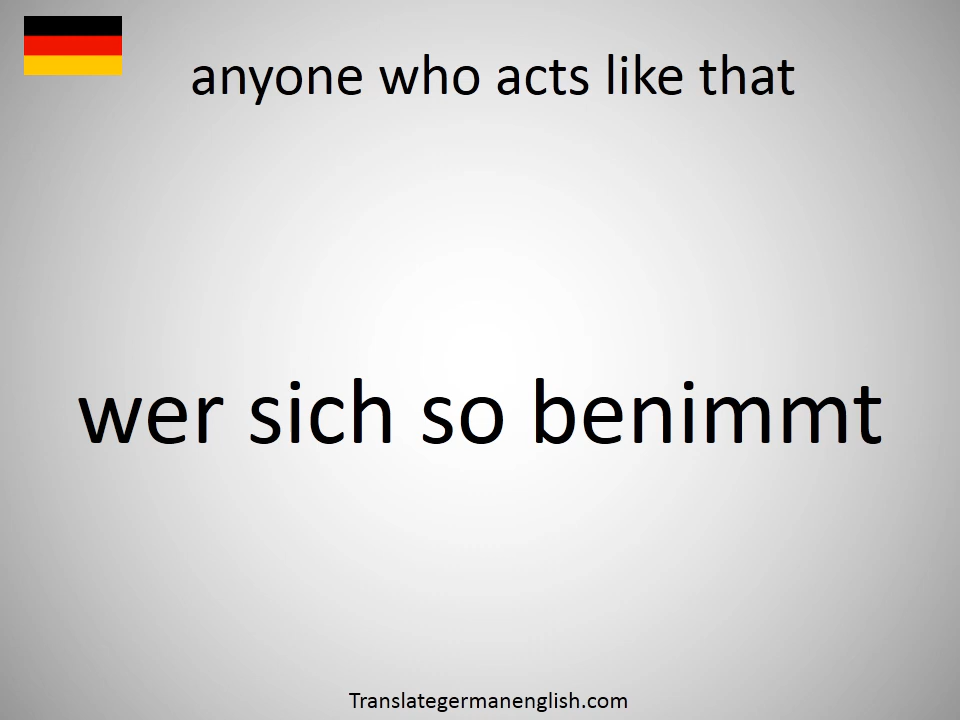 anyone who acts like that
wer sich so benimmt
Translategermanenglish.com